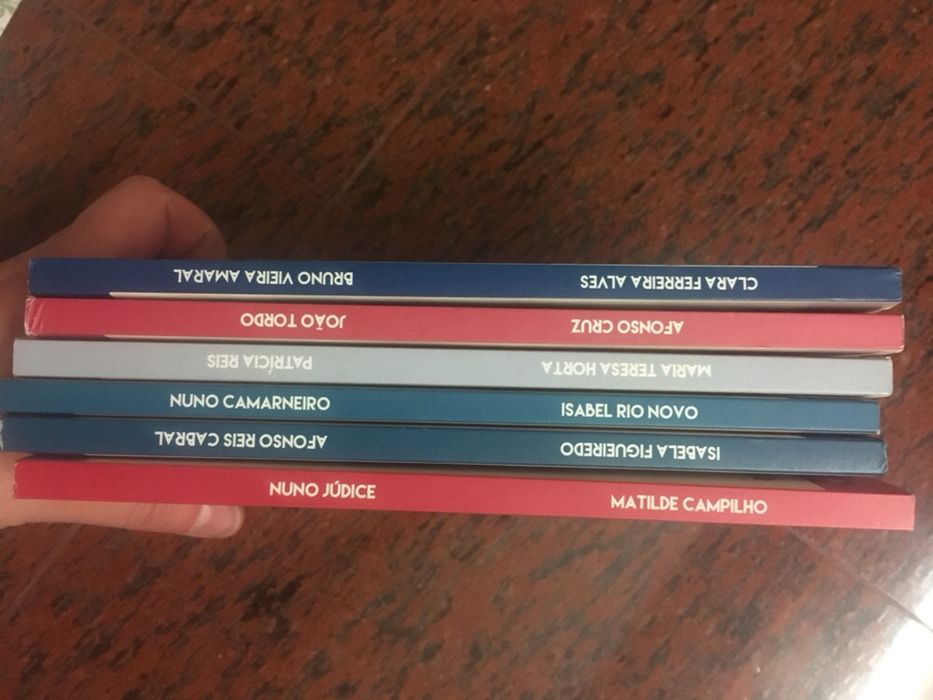 BRUNO VIEIRA AMARAL CLARA FERREIRA ALVES
JOÃO TORDO AFONSO CRUZ
PATRÍCIA REIS MARIA TERESA HORTA
NUNO CAMARNEIRO ISABEL RIO NOVO
AFONSO REIS CABRAL ISABELA FIGUEIREDO
NUNO JÚDICE MATILDE CAMPILHO